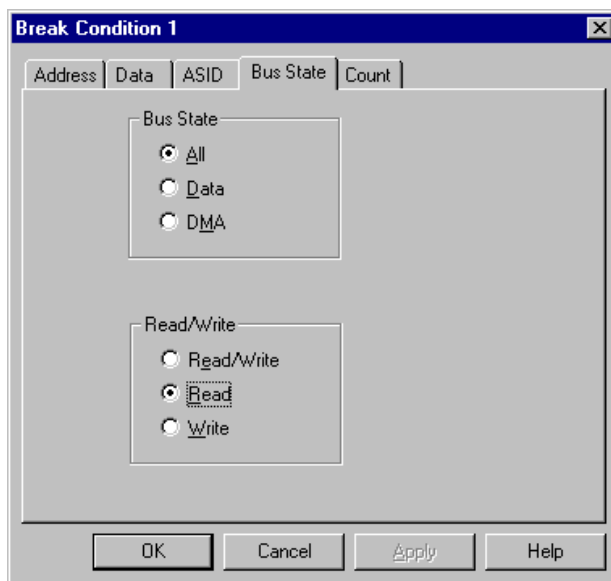 Break Condition 1
Address Data ASID Bus State Count
Bus State
All
Data
DMA
Read/Write
Read/Write
Read
Write
OK Cancel Apply Help